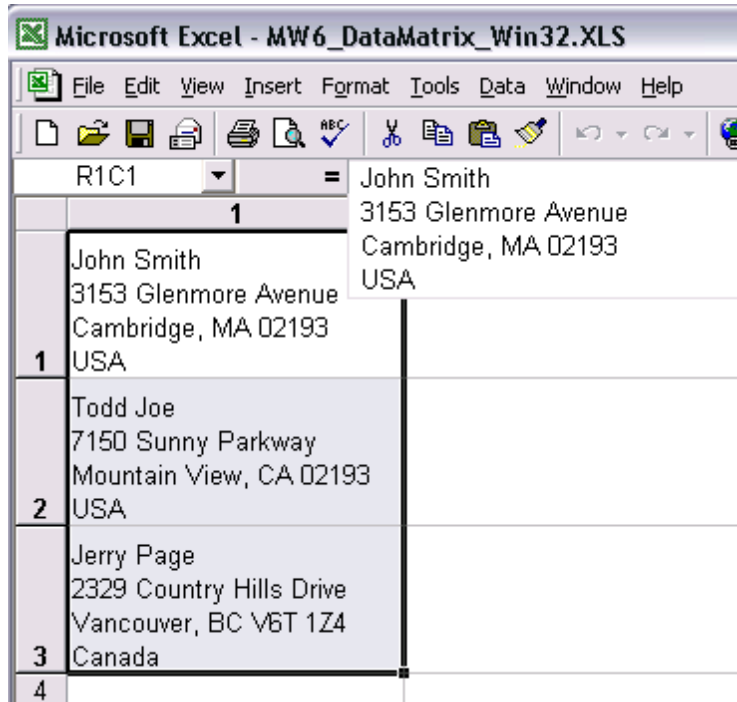 Microsoft Excel - MW6_DataMatrix_Win32.XLS
File Edit View Insert Format Tools Data Window Help
ABC
R1C1 = John Smith
3153 Glenmore Avenue
Cambridge, MA 02193
USA
1
John Smith
3153 Glenmore Avenue
Cambridge, MA 02193
1 USA
Todd Joe
7150 Sunny Parkway
Mountain View, CA 02193
2 USA
Jerry Page
2329 Country Hills Drive
Vancouver, BC V6T 1Z4
3 Canada
4